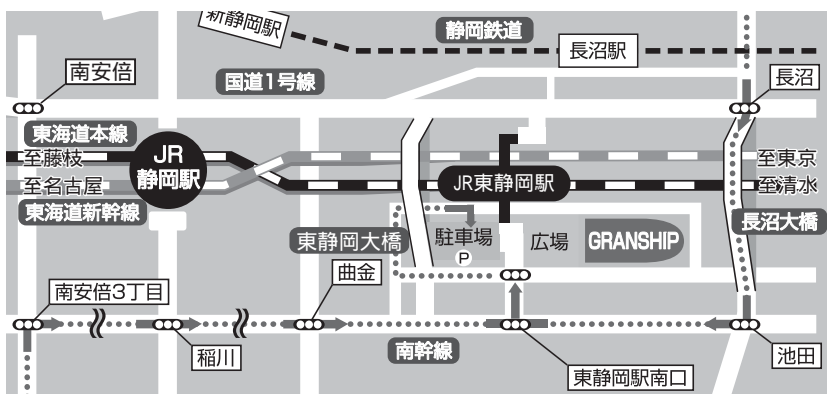 新静岡駅
静岡鉄道
長沼駅
南安倍
国道1号線
長沼
東海道本線
至藤枝
JR
静岡駅
至東京
至名古屋
JR東静岡駅
至清水
東海道新幹線
長沼大橋
東静岡大橋
駐車場
P
広場
GRANSHIP
南安倍3丁目
曲金
稲川
南幹線
東静岡駅南口
池田